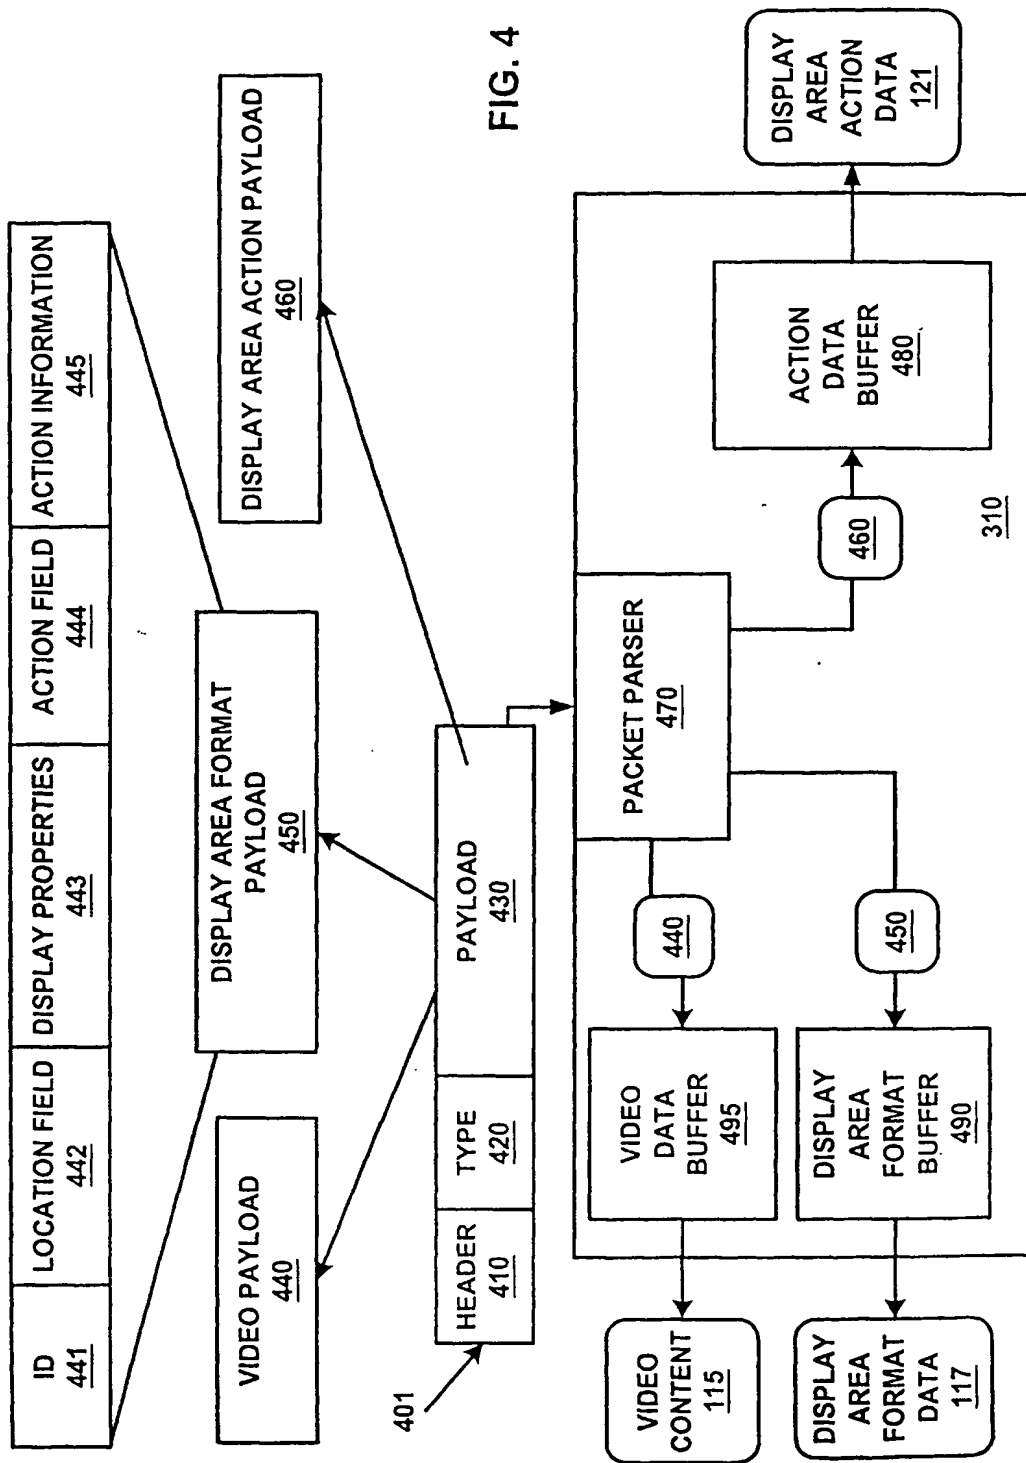 ID
441
LOCATION FIELD
442
DISPLAY PROPERTIES
443
ACTION FIELD
444
ACTION INFORMATION
445
VIDEO PAYLOAD
440
DISPLAY AREA FORMAT
PAYLOAD
450
DISPLAY AREA ACTION PAYLOAD
460
401
HEADER
410
TYPE
420
PAYLOAD
430
FIG. 4
VIDEO
CONTENT
115
VIDEO
DATA
BUFFER
495
440
PACKET PARSER
470
DISPLAY
AREA
FORMAT
DATA
117
DISPLAY
AREA
FORMAT
BUFFER
490
450
460
ACTION
DATA
BUFFER
480
DISPLAY
AREA
ACTION
DATA
121
310